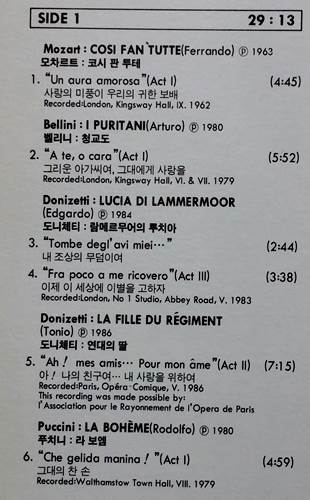 SIDE 1 29 : 13
Mozart : COSI FAN TUTTE(Ferrando) ℗ 1963
모차르트 : 코시 판 투테
1. "Un aura amorosa"(Act I) (4:45)
사랑의 미풍이 우리의 귀한 보배
Recorded:London, Kingsway Hall, IX. 1962
Bellini : I PURITANI(Arturo) ℗ 1980
벨리니 : 청교도
2. "A te, o cara"(Act I) (5:52)
그리운 아가씨여, 그대에게 사랑을
Recorded:London, Kingsway Hall, VI. & VII. 1979
Donizetti : LUCIA DI LAMMERMOOR
(Edgardo) ℗ 1984
도니체티 : 람메르무어의 루치아
3. "Tombe degl'avi miei…" (2:44)
내 조상의 무덤이여
4. "Fra poco a me ricovero"(Act III) (3:38)
이제 이 세상에 이별을 고하자
Recorded:London, No 1 Studio, Abbey Road, V. 1983
Donizetti : LA FILLE DU RÉGIMENT
(Tonio) ℗ 1986
도니체티 : 연대의 딸
5. "Ah! mes amis… Pour mon âme"(Act II) (7:15)
아! 나의 친구여… 내 사랑을 위하여
Recorded:Paris, Opéra-Comique, V. 1986
This recording was made possible by:
l'Association pour le Rayonnement de l'Opera de Paris
Puccini : LA BOHÈME(Rodolfo) ℗ 1980
푸치니 : 라 보엠
6. "Che gelida manina!"(Act I) (4:59)
그대의 찬 손
Recorded:Walthamstow Town Hall, VIII. 1979